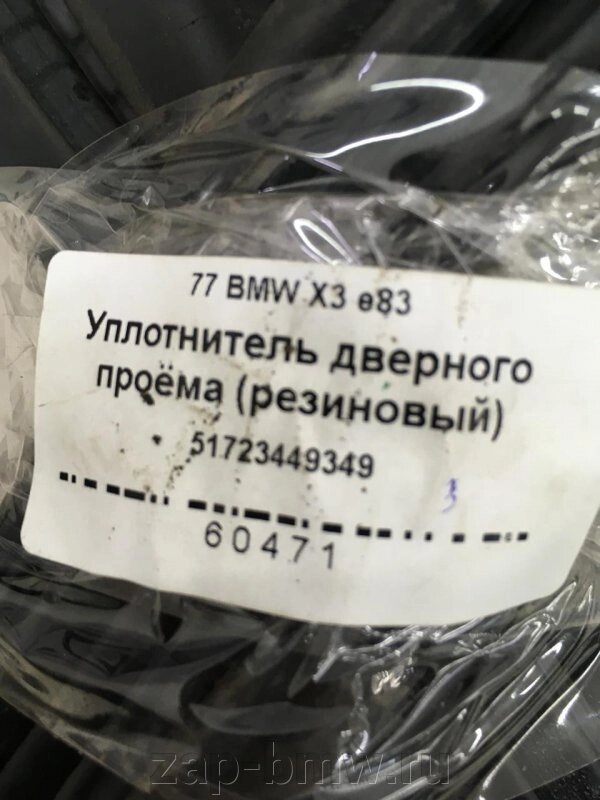 77 BMW X3 e83
Уплотнитель дверного
проёма (резиновый)
51723449349
3
60471
zap-bmw.ru